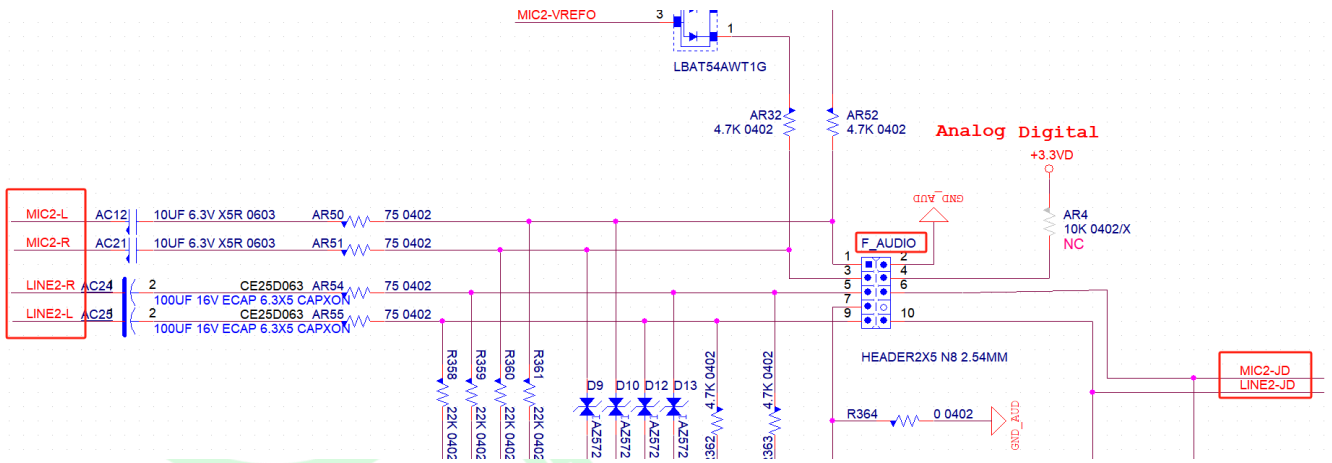 MIC2-VREFO
3
1
LBAT54AWT1G
AR32
4.7K 0402
AR52
4.7K 0402
Analog Digital
+3.3VD
GND_AUD
AR4
10K 0402/X
NC
MIC2-L
AC12
10UF 6.3V X5R 0603
AR50
75 0402
MIC2-R
AC21
10UF 6.3V X5R 0603
AR51
75 0402
F_AUDIO
1
2
3
4
5
6
7
9
10
LINE2-R
2
CE25D063
AR54
75 0402
100UF 16V ECAP 6.3X5 CAPXON
LINE2-L
2
CE25D063
AR55
75 0402
100UF 16V ECAP 6.3X5 CAPXON
HEADER2X5 N8 2.54MM
R358
22K 0402
R359
22K 0402
R360
22K 0402
R361
22K 0402
D9
D10
D12
D13
AZ572
AZ572
AZ572
AZ572
4.7K 0402
4.7K 0402
R364
0 0402
GND_AUD
MIC2-JD
LINE2-JD